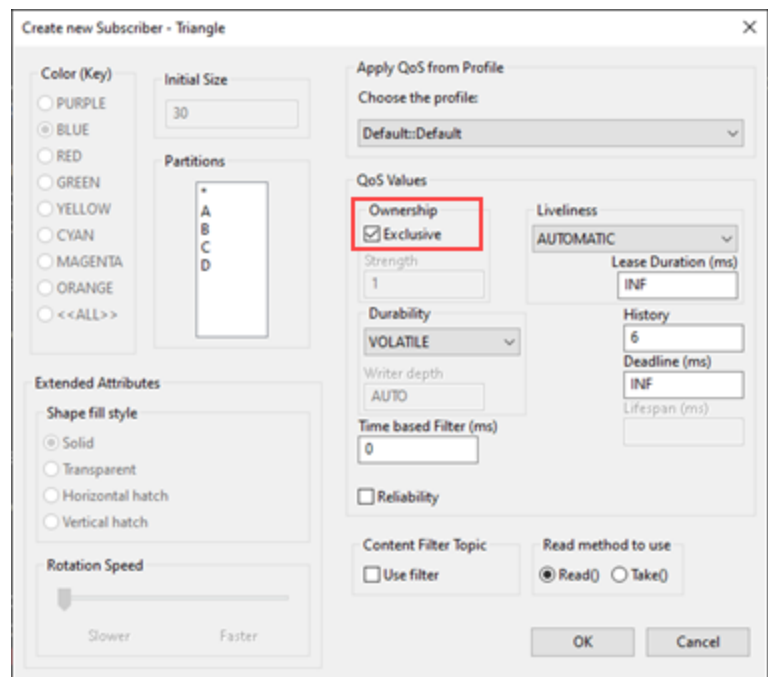 Create new Subscriber - Triangle
Color (Key)
PURPLE
BLUE
RED
GREEN
YELLOW
CYAN
MAGENTA
ORANGE
<<ALL>>
Initial Size
30
Partitions
*
A
B
C
D
Extended Attributes
Shape fill style
Solid
Transparent
Horizontal hatch
Vertical hatch
Rotation Speed
Slower Faster
Apply QoS from Profile
Choose the profile:
Default::Default
QoS Values
Ownership
Exclusive
Strength
1
Durability
VOLATILE
Writer depth
AUTO
Time based Filter (ms)
0
Reliability
Liveliness
AUTOMATIC
Lease Duration (ms)
INF
History
6
Deadline (ms)
INF
Lifespan (ms)
Content Filter Topic
Use filter
Read method to use
Read() Take()
OK Cancel